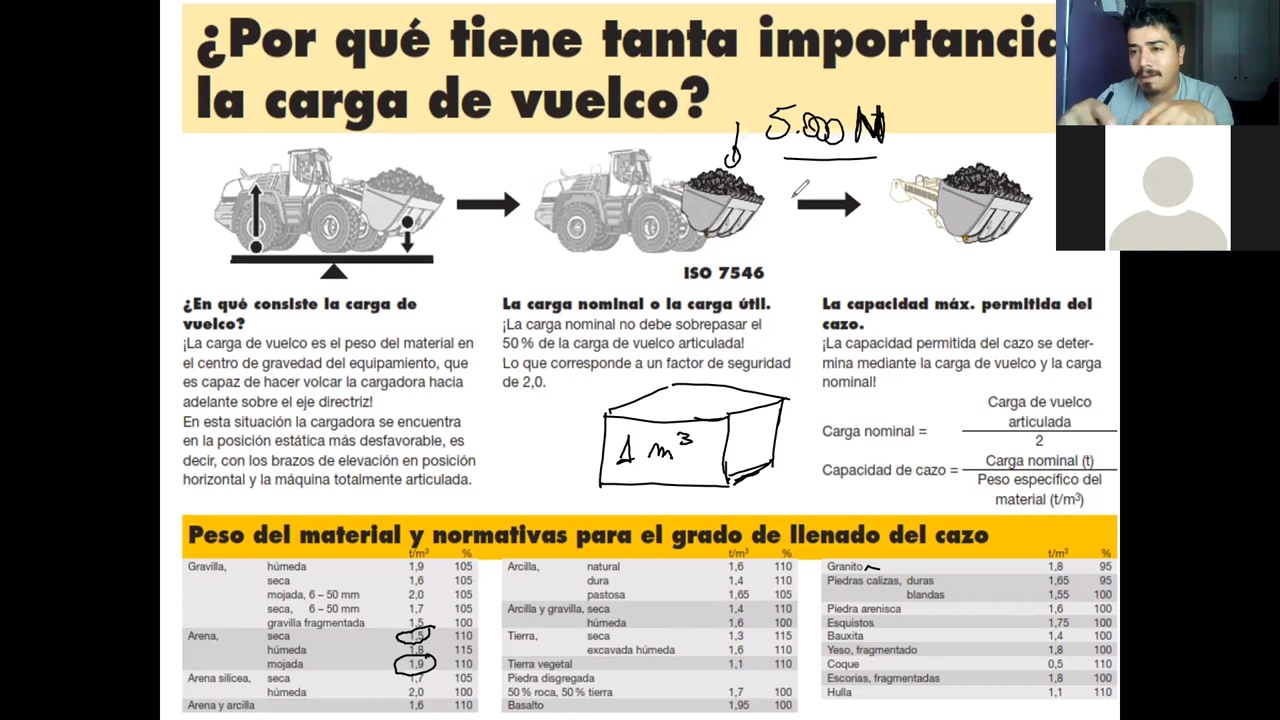 ¿Por qué tiene tanta importancia
la carga de vuelco?
5.000 N
ISO 7546
¿En qué consiste la carga de
vuelco?
¡La carga de vuelco es el peso del material en
el centro de gravedad del equipamiento, que
es capaz de hacer volcar la cargadora hacia
adelante sobre el eje directriz!
En esta situación la cargadora se encuentra
en la posición estática más desfavorable, es
decir, con los brazos de elevación en posición
horizontal y la máquina totalmente articulada.
La carga nominal o la carga útil.
¡La carga nominal no debe sobrepasar el
50 % de la carga de vuelco articulada!
Lo que corresponde a un factor de seguridad
de 2,0.
1 m³
La capacidad máx. permitida del
cazo.
¡La capacidad permitida del cazo se deter-
mina mediante la carga de vuelco y la carga
nominal!
Carga de vuelco
articulada
Carga nominal =
2
Carga nominal (t)
Capacidad de cazo =
Peso específico del
material (t/m³)
Peso del material y normativas para el grado de llenado del cazo
t/m³ %
Gravilla, húmeda 1,9 105
seca 1,6 105
mojada, 6 – 50 mm 2,0 105
seca, 6 – 50 mm 1,7 105
gravilla fragmentada 1,5 100
Arena, seca 1,5 110
húmeda 1,8 115
mojada 1,9 110
Arena silícea, seca 1,7 105
húmeda 2,0 100
Arena y arcilla 1,6 110
t/m³ %
Arcilla, natural 1,6 110
dura 1,4 110
pastosa 1,65 105
Arcilla y gravilla, seca 1,4 110
húmeda 1,6 100
Tierra, seca 1,3 115
excavada húmeda 1,6 110
Tierra vegetal 1,1 110
Piedra disgregada
50 % roca, 50 % tierra 1,7 100
Basalto 1,95 100
t/m³ %
Granito 1,8 95
Piedras calizas, duras 1,65 95
blandas 1,55 100
Piedra arenisca 1,6 100
Esquistos 1,75 100
Bauxita 1,4 100
Yeso, fragmentado 1,8 100
Coque 0,5 110
Escorias, fragmentadas 1,8 100
Hulla 1,1 110